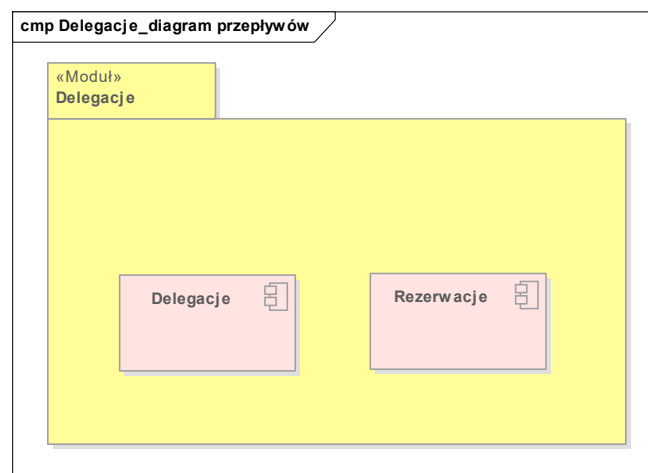 cmp Delegacje_diagram przepływów
«Moduł»
Delegacje
Delegacje
Rezerwacje